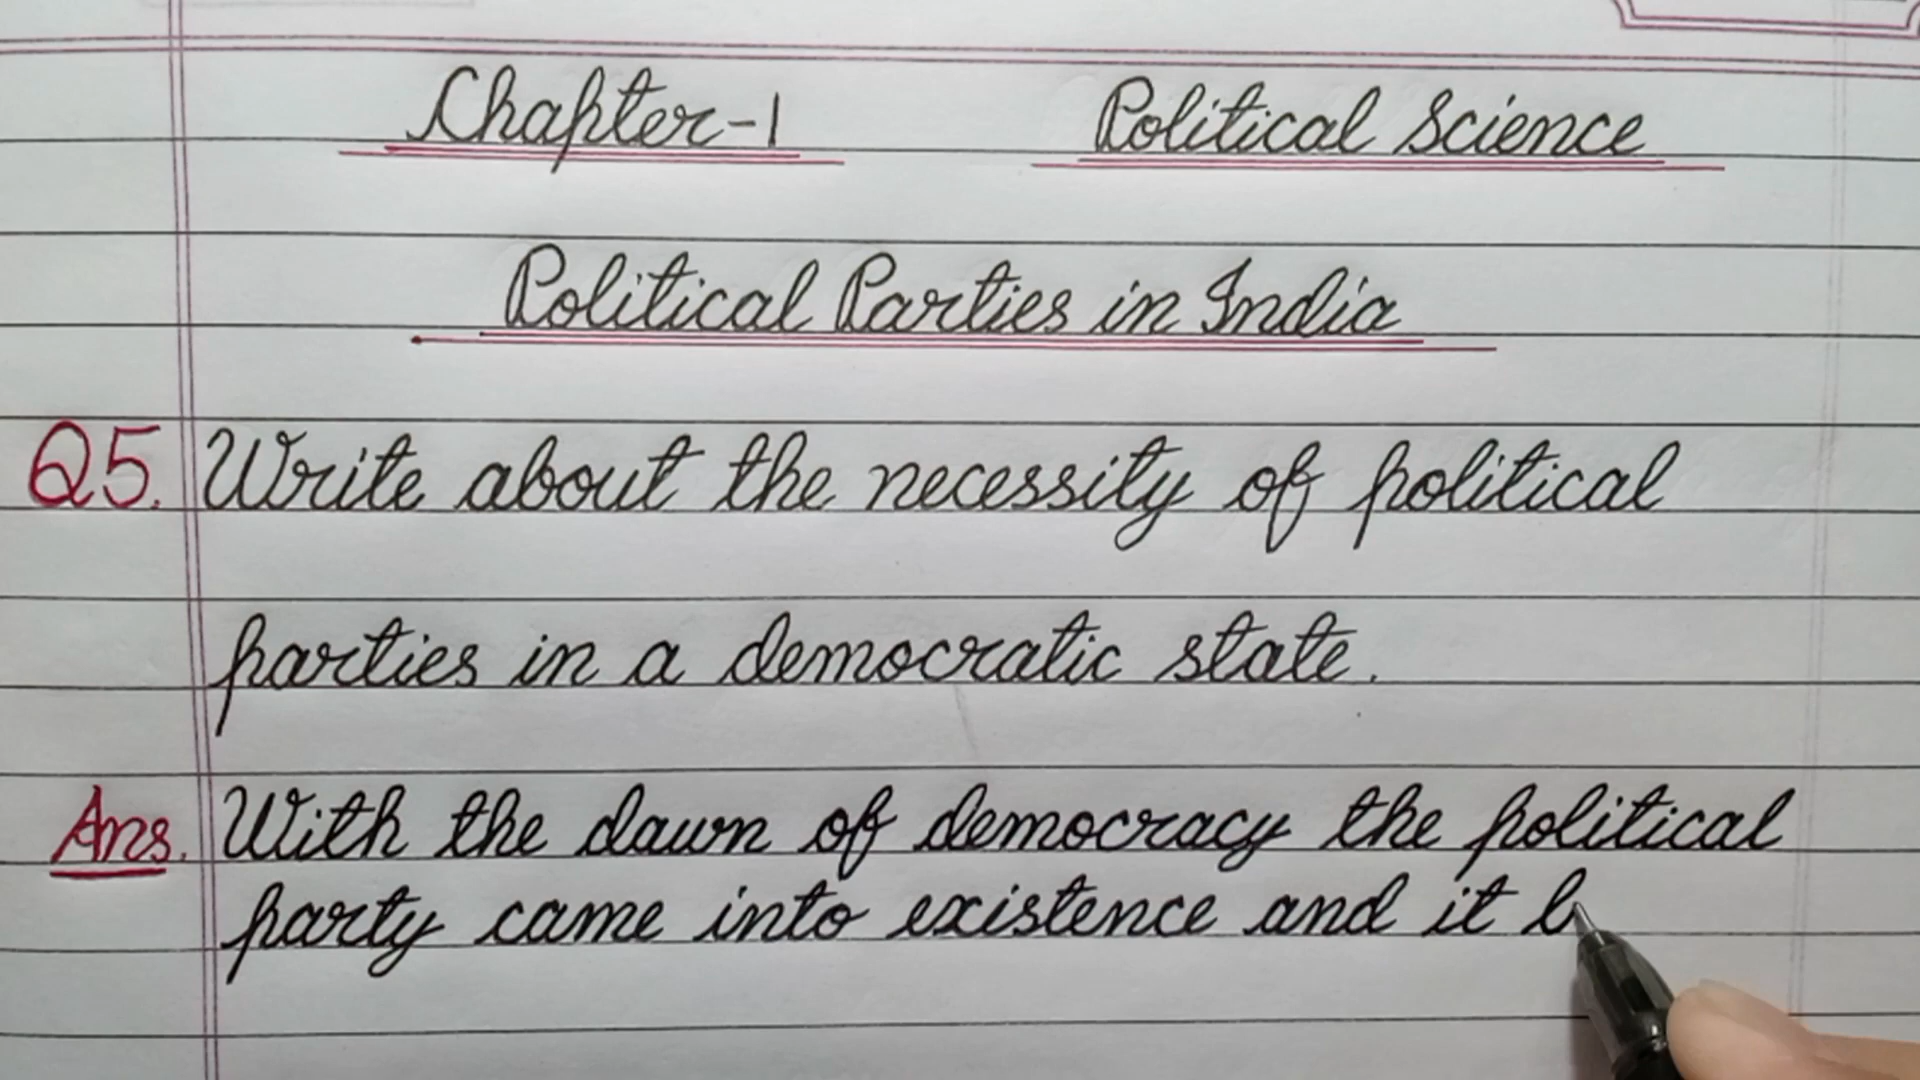 Chapter-1 Political Science
Political Parties in India
Q5. Write about the necessity of political
parties in a democratic state.
Ans. With the dawn of democracy the political
party came into existence and it b